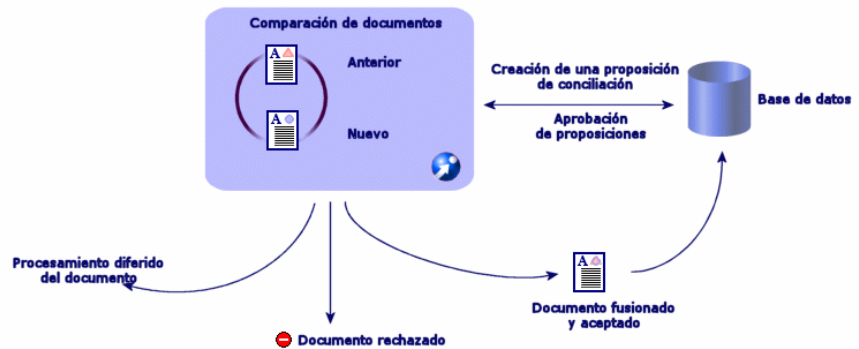 Comparación de documentos
A
Anterior
A
Nuevo
Creación de una proposición
de conciliación
Aprobación
de proposiciones
Base de datos
Procesamiento diferido
del documento
A
Documento fusionado
y aceptado
Documento rechazado